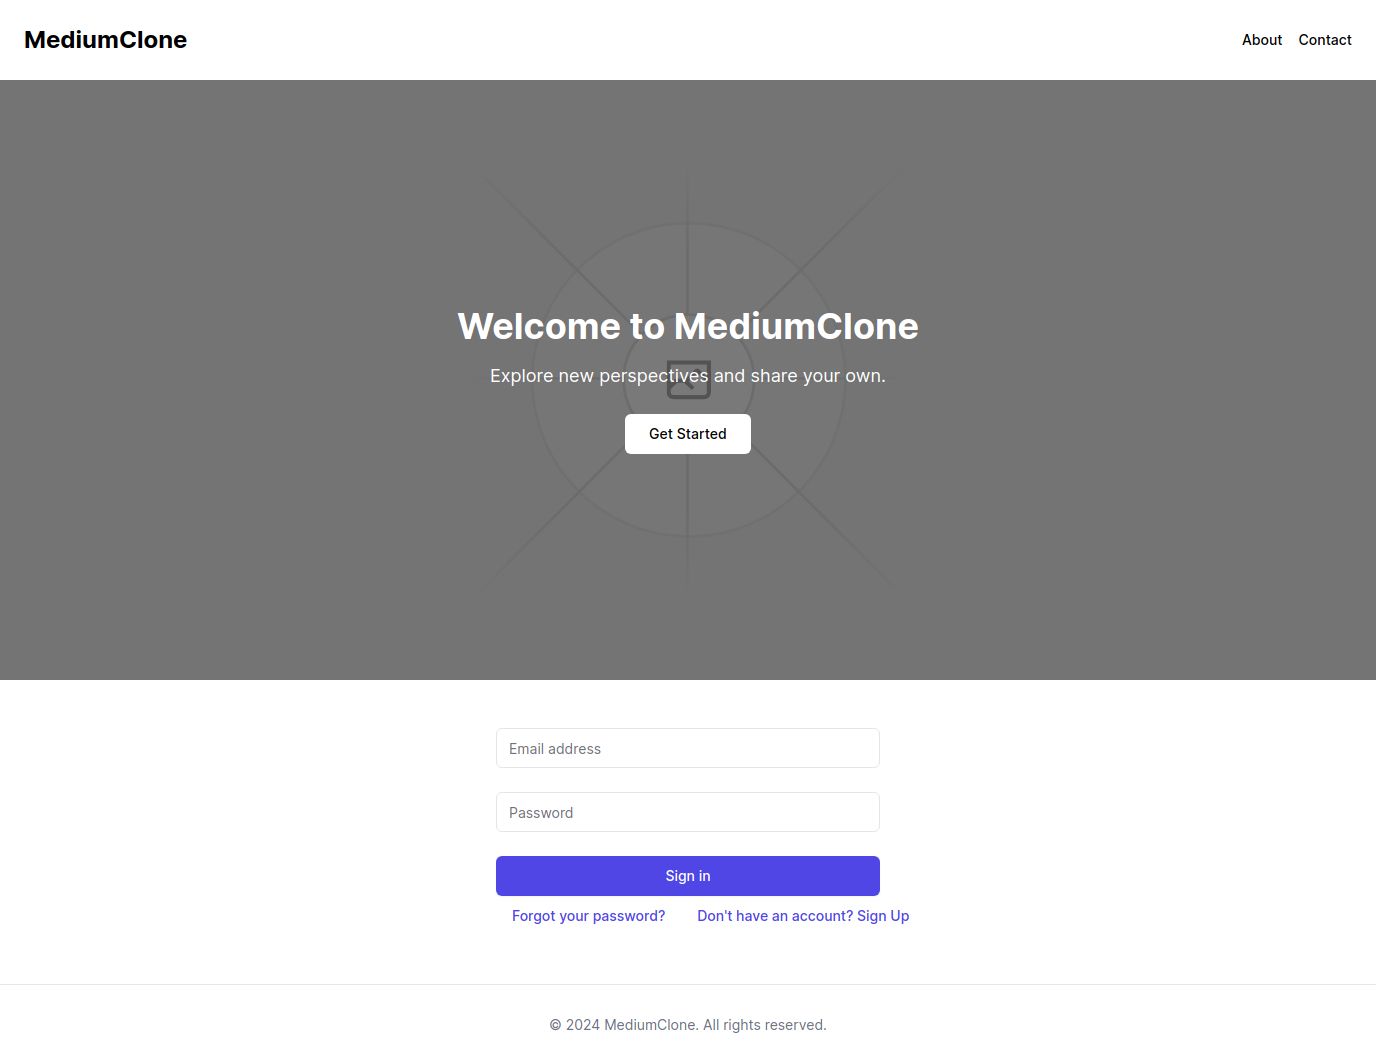 MediumClone
About Contact
Welcome to MediumClone
Explore new perspectives and share your own.
Get Started
Email address
Password
Sign in
Forgot your password? Don't have an account? Sign Up
© 2024 MediumClone. All rights reserved.